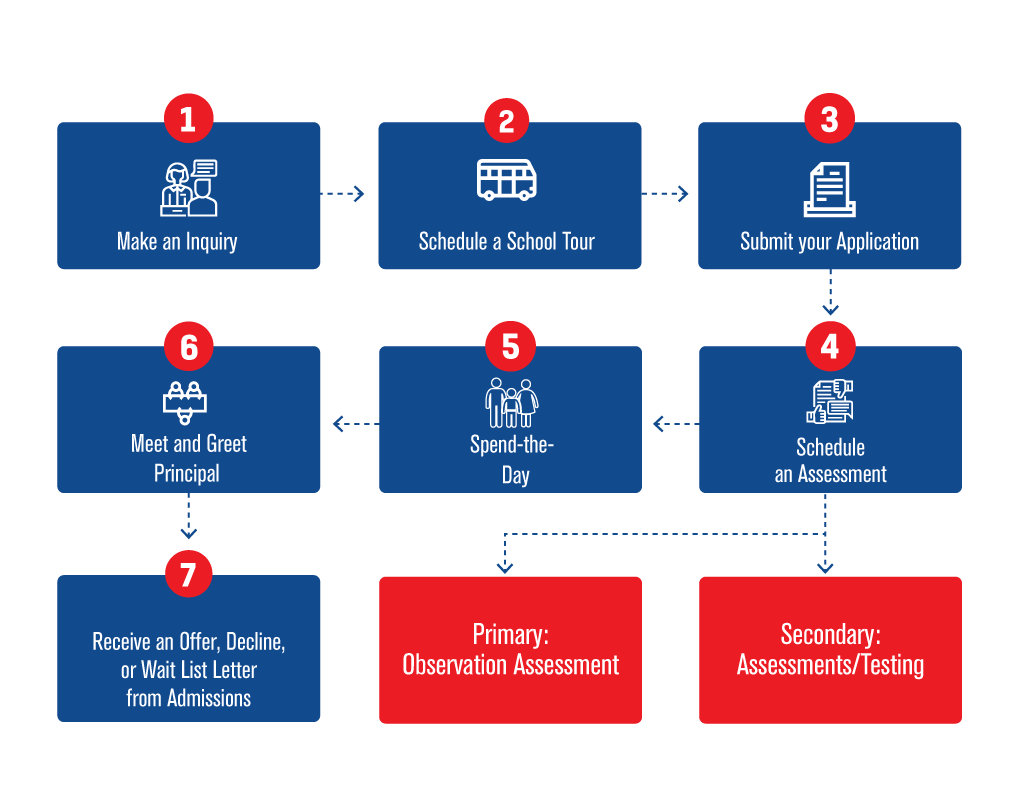 1
Make an Inquiry
2
Schedule a School Tour
3
Submit your Application
4
Schedule
an Assessment
5
Spend-the-
Day
6
Meet and Greet
Principal
7
Receive an Offer, Decline,
or Wait List Letter
from Admissions
Primary:
Observation Assessment
Secondary:
Assessments/Testing